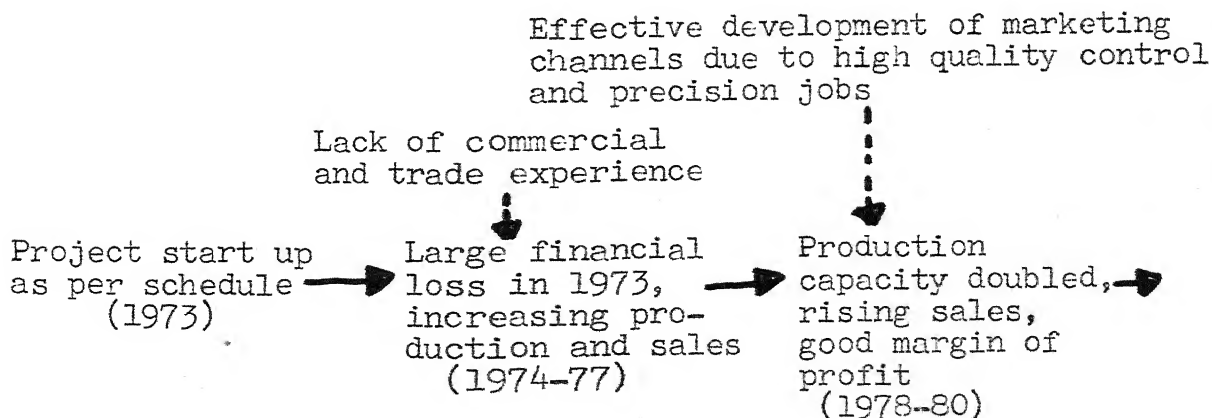 Effective development of marketing
channels due to high quality control
and precision jobs
Lack of commercial
and trade experience
Project start up
as per schedule
(1973)
Large financial
loss in 1973,
increasing pro-
duction and sales
(1974-77)
Production
capacity doubled,
rising sales,
good margin of
profit
(1978-80)